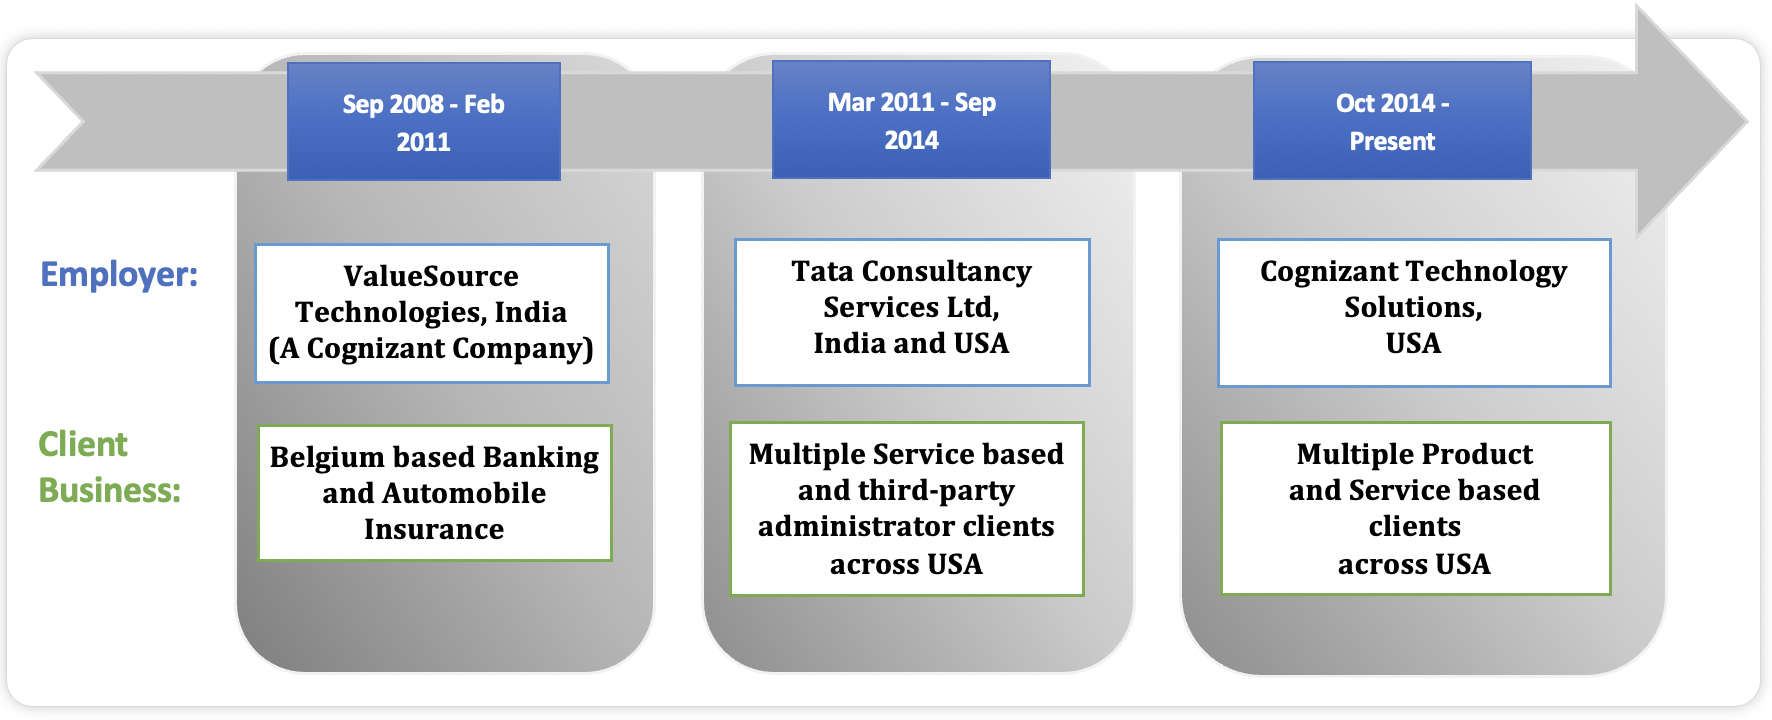 Sep 2008 - Feb
2011
Mar 2011 - Sep
2014
Oct 2014 -
Present
Employer:
ValueSource
Technologies, India
(A Cognizant Company)
Tata Consultancy
Services Ltd,
India and USA
Cognizant Technology
Solutions,
USA
Client
Business:
Belgium based Banking
and Automobile
Insurance
Multiple Service based
and third-party
administrator clients
across USA
Multiple Product
and Service based
clients
across USA